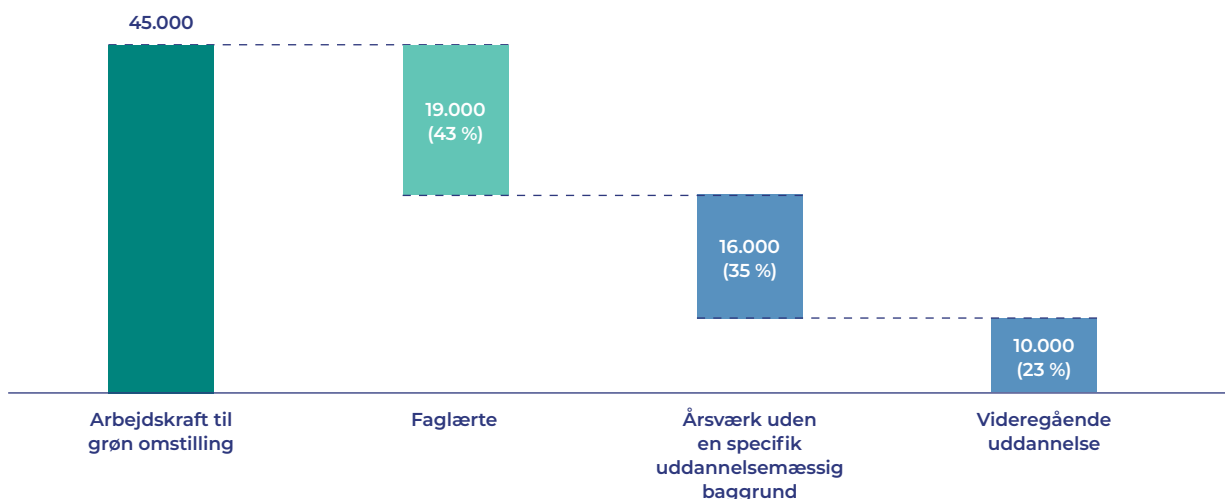 45.000
19.000
(43 %)
16.000
(35 %)
10.000
(23 %)
Arbejdskraft til
grøn omstilling
Faglærte
Årsværk uden
en specifik
uddannelsemæssig
baggrund
Videregående
uddannelse